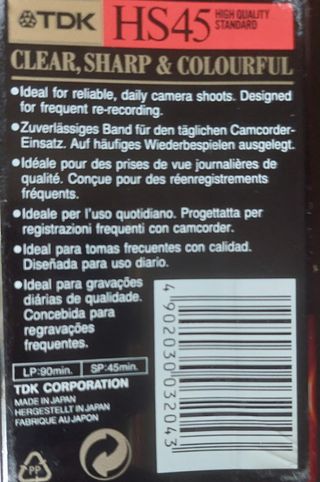 TDK HS45 HIGH QUALITY
STANDARD
CLEAR, SHARP & COLOURFUL
•Ideal for reliable, daily camera shoots. Designed
for frequent re-recording.
•Zuverlässiges Band für den täglichen Camcorder-
Einsatz. Auf häufiges Wiederbespielen ausgelegt.
•Idéale pour des prises de vue journalières de
qualité. Conçue pour des réenregistrements
fréquents.
•Ideale per l'uso quotidiano. Progettatta per
registrazioni frequenti con camcorder.
•Ideal para tomas frecuentes con calidad.
Diseñada para uso diario.
•Ideal para gravações
diárias de qualidade.
Concebida para
regravações
frequentes.
LP:90min. SP:45min.
TDK CORPORATION
MADE IN JAPAN
HERGESTELLT IN JAPAN
FABRIQUE AU JAPON
PP
4902030032043